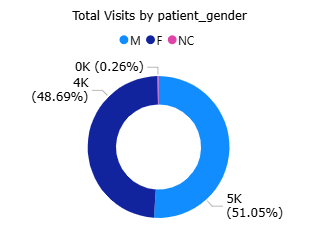 Total Visits by patient_gender
M F NC
0K (0.26%)
4K
(48.69%)
5K
(51.05%)